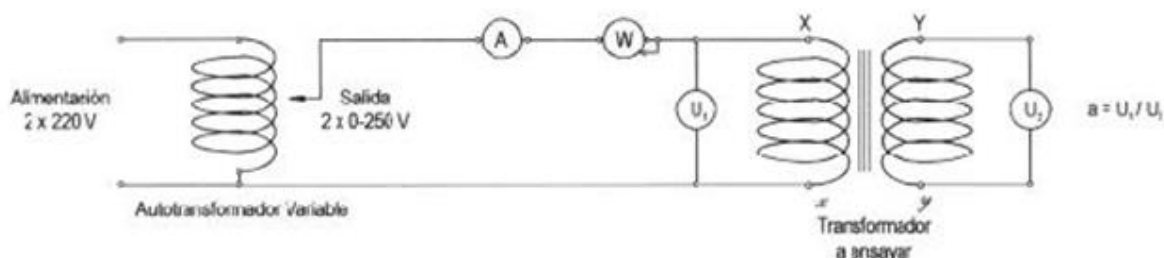 X Y
A W
Alimentación
2 x 220 V
Salida
2 x 0-250 V
U₁
U₂
a = U₁ / U₂
Autotransformador Variable
x y
Transformador
a ensayar